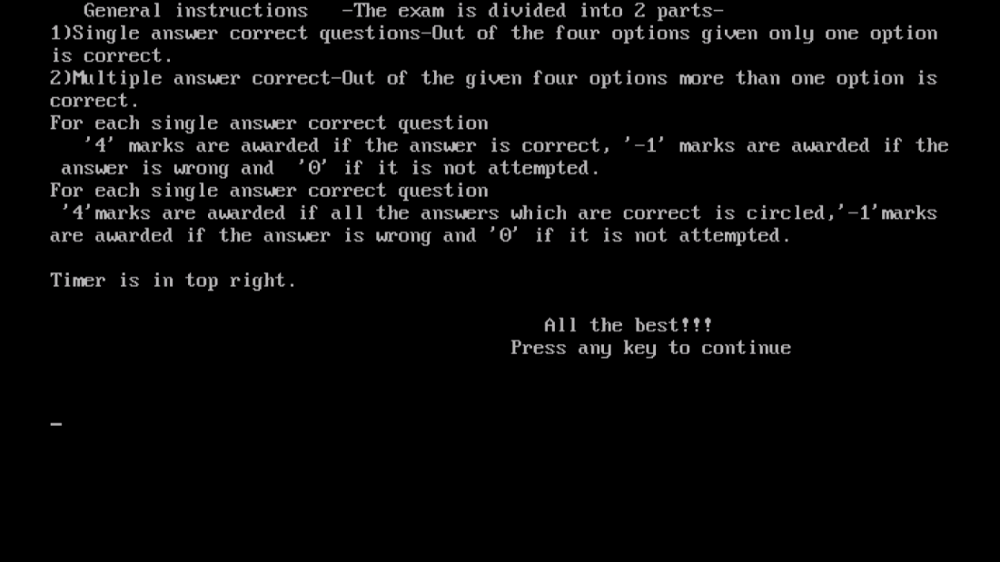 General instructions   -The exam is divided into 2 parts-
1)Single answer correct questions-Out of the four options given only one option
is correct.
2)Multiple answer correct-Out of the given four options more than one option is
correct.
For each single answer correct question
'4' marks are awarded if the answer is correct, '-1' marks are awarded if the
answer is wrong and  '0' if it is not attempted.
For each single answer correct question
'4'marks are awarded if all the answers which are correct is circled,'-1'marks
are awarded if the answer is wrong and '0' if it is not attempted.
Timer is in top right.
All the best!!!
Press any key to continue
_